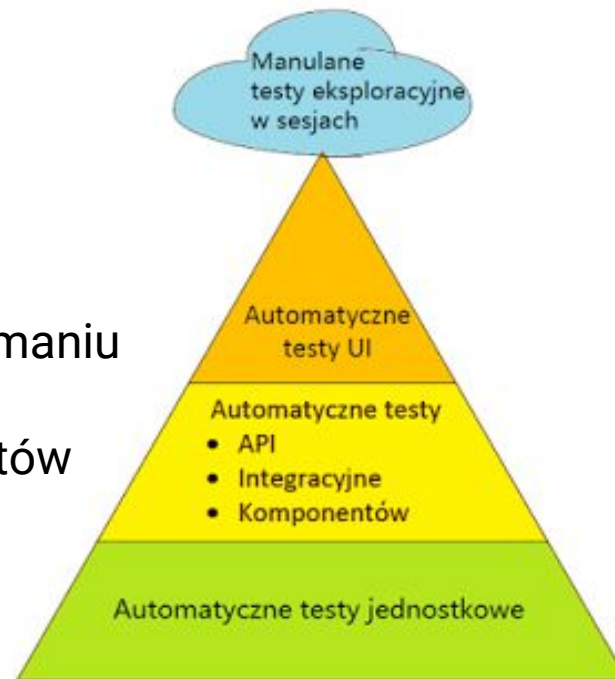 Manulane
testy eksploracyjne
w sesjach
Automatyczne
testy UI
Automatyczne testy
• API
• Integracyjne
• Komponentów
Automatyczne testy jednostkowe
maniu
tów